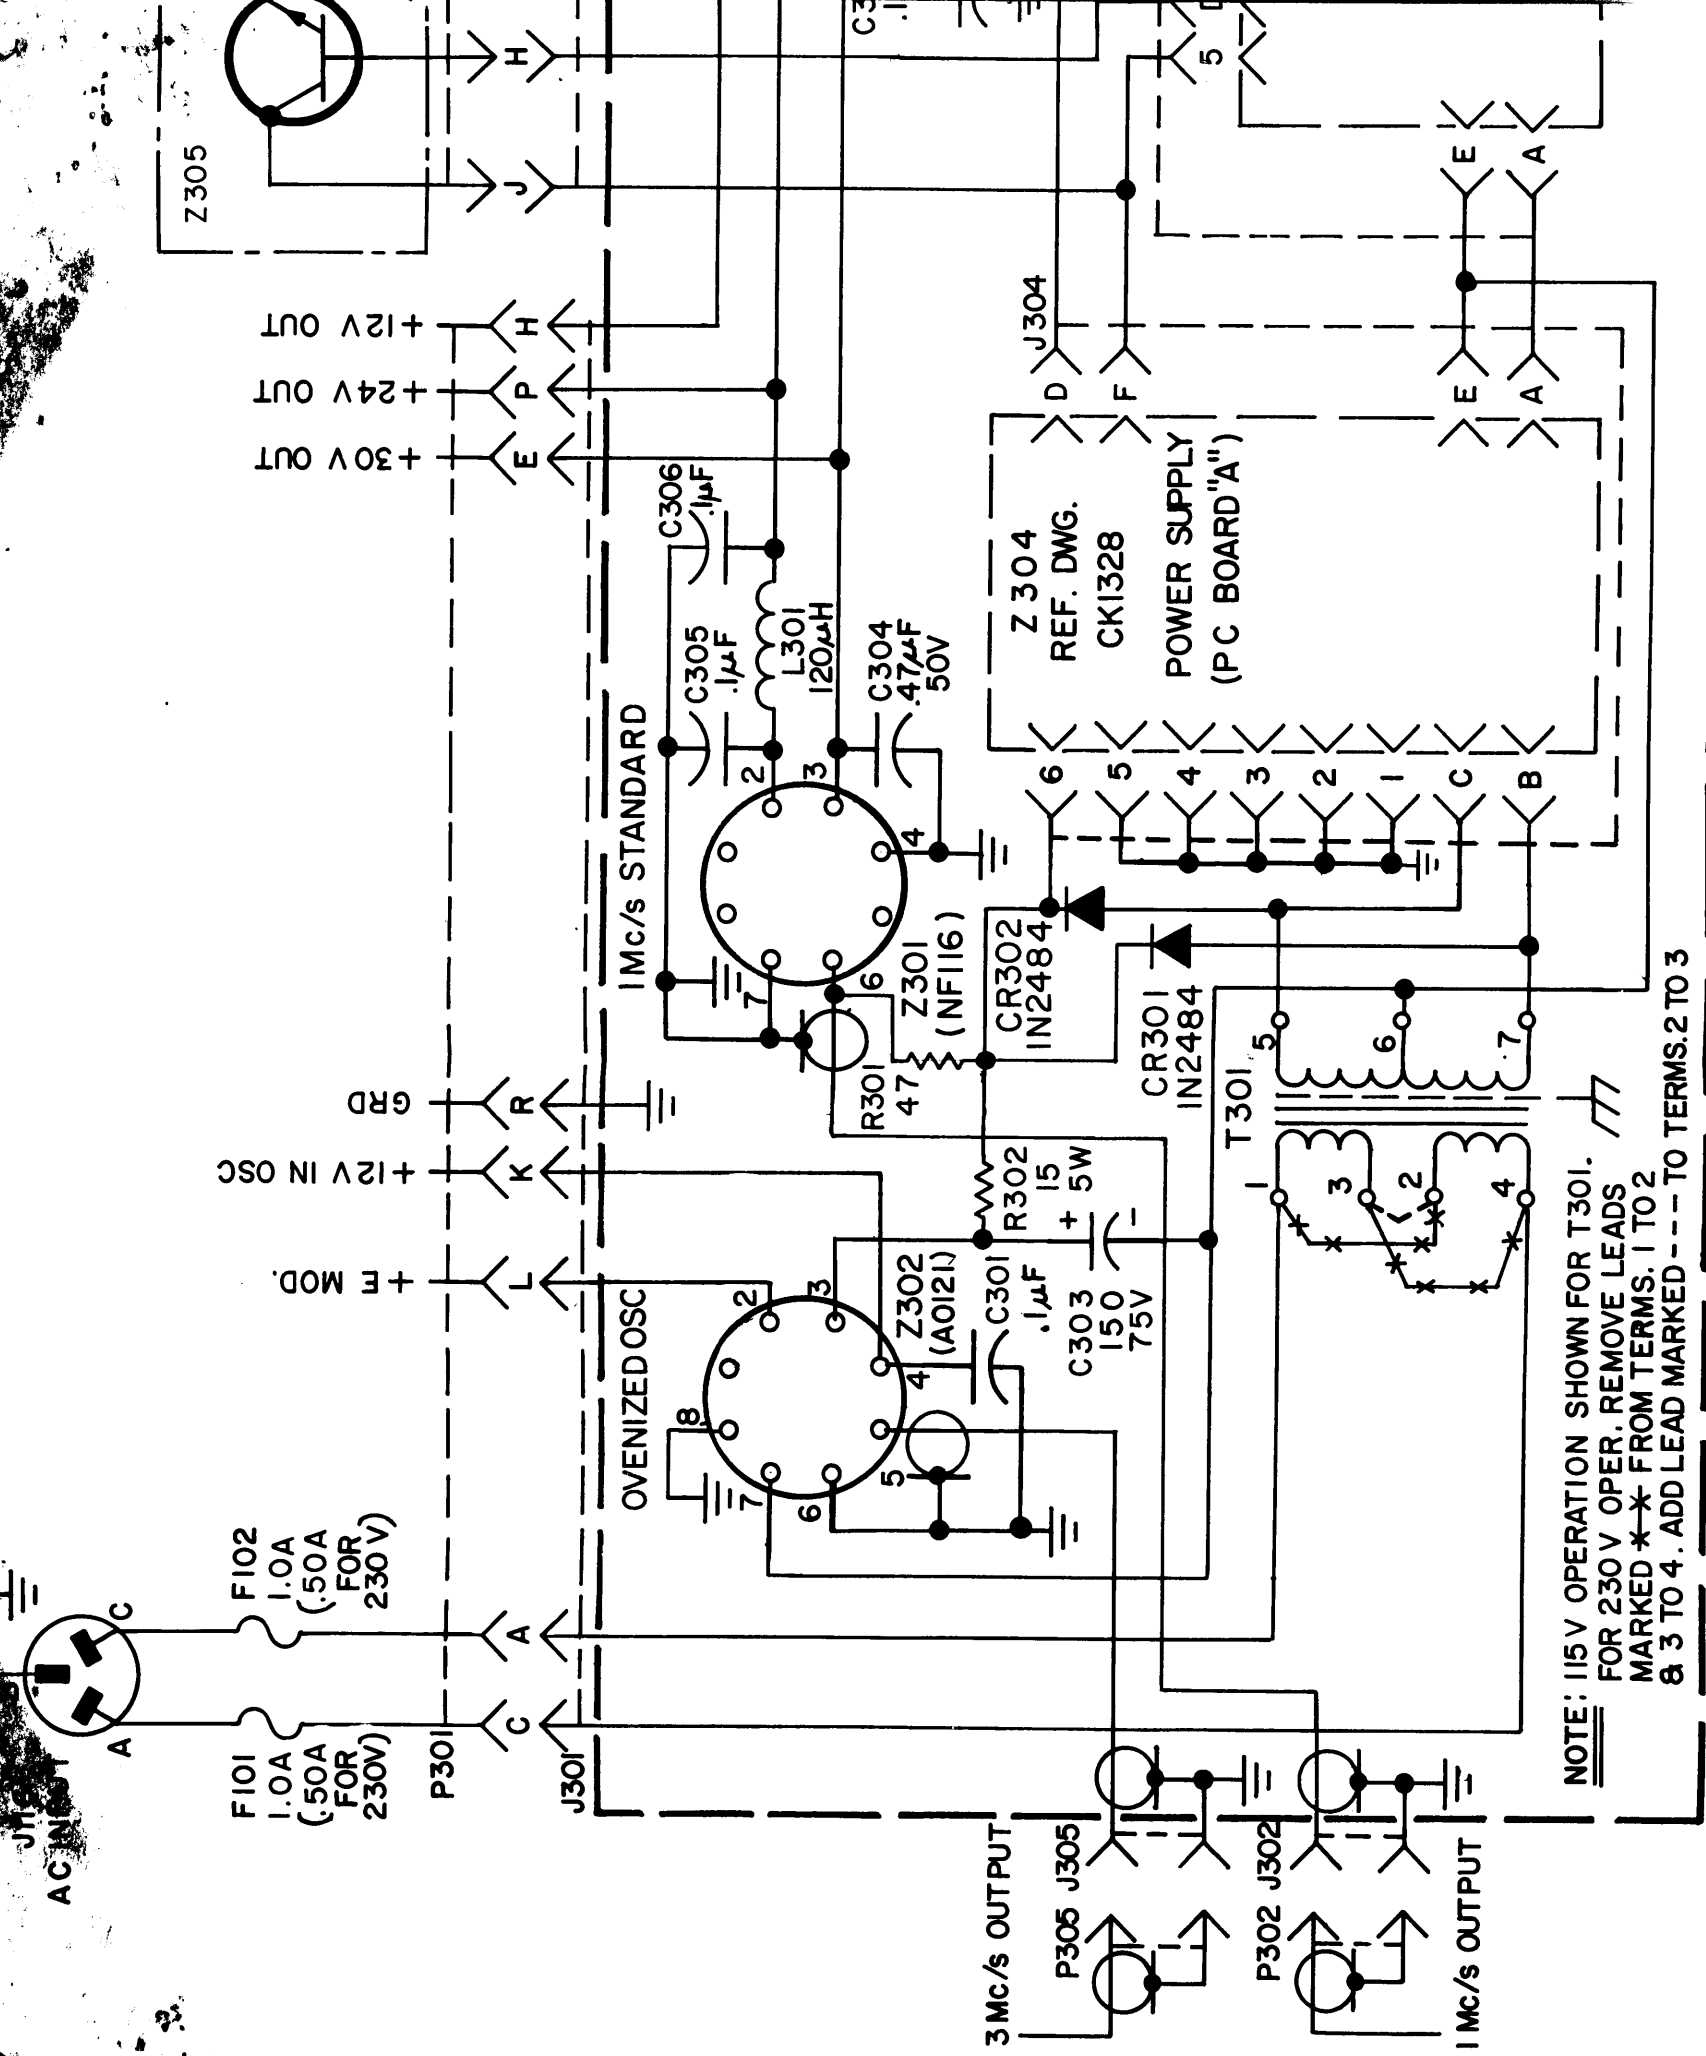 AC INPUT
A
C
F101
1.0A
(.50A
FOR
230V)
F102
1.0A
(.50A
FOR
230V)
P301
J301
C
A
+E MOD.
L
+12V IN OSC
K
GRD
R
+30V OUT
E
+24V OUT
P
+12V OUT
H
Z305
J
H
OVENIZED OSC
8
7
6
5
4
3
2
Z302
(A0121)
C301
.1µF
C303
150
75V
+
-
R302
15
5W
R301
47
1Mc/s STANDARD
7
6
4
3
2
Z301
(NF116)
C305
.1µF
C306
.1µF
L301
120µH
C304
.47µF
50V
CR302
IN2484
CR301
IN2484
T301
1
3
2
4
5
6
7
6
5
4
3
2
1
C
B
Z304
REF. DWG.
CK1328
POWER SUPPLY
(PC BOARD "A")
J304
D
F
E
A
E
A
5
3Mc/s OUTPUT
P305 J305
P302 J302
1Mc/s OUTPUT
NOTE: 115V OPERATION SHOWN FOR T301.
FOR 230V OPER. REMOVE LEADS
MARKED ✱✱ FROM TERMS. 1 TO 2
& 3 TO 4. ADD LEAD MARKED --- TO TERMS. 2 TO 3